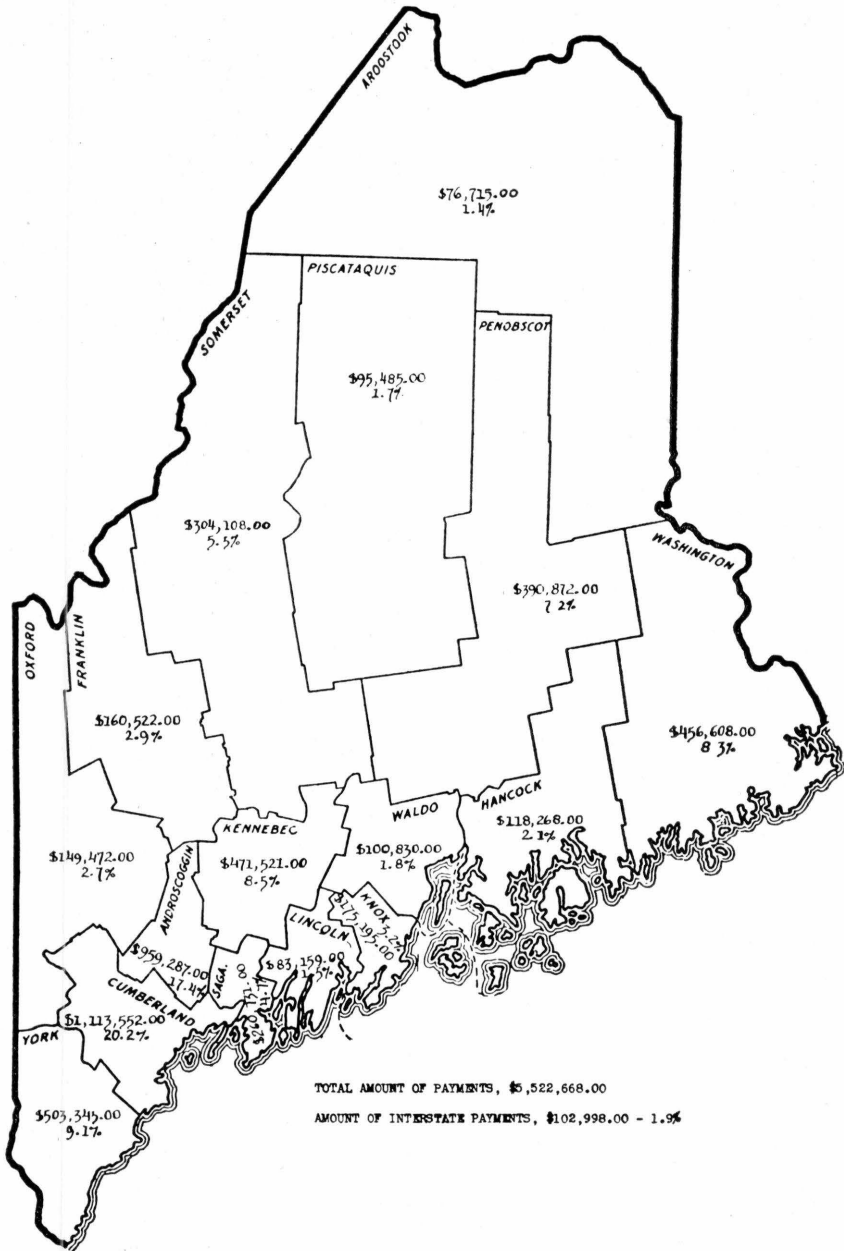 AROOSTOOK
$76,715.00
1.4%
PISCATAQUIS
$95,485.00
1.7%
SOMERSET
$304,108.00
5.5%
PENOBSCOT
$390,872.00
7 2%
WASHINGTON
$456,608.00
8 3%
OXFORD
$149,472.00
2.7%
FRANKLIN
$160,522.00
2.9%
KENNEBEC
$471,521.00
8.5%
WALDO
$100,830.00
1.8%
HANCOCK
$118,268.00
2.1%
ANDROSCOGGIN
$959,287.00
17.4%
SAGA.
LINCOLN
$83,159.00
1.5%
KNOX 3.2%
$175,195.00
CUMBERLAND
$1,113,552.00
20.2%
YORK
$503,345.00
9.1%
TOTAL AMOUNT OF PAYMENTS, $5,522,668.00
AMOUNT OF INTERSTATE PAYMENTS, $102,998.00 - 1.9%